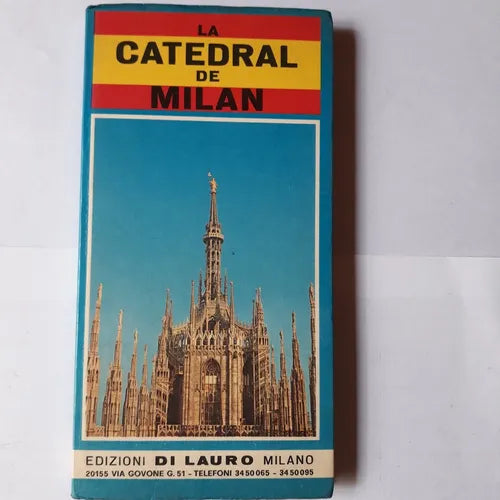 LA
CATEDRAL
DE
MILAN
EDIZIONI DI LAURO MILANO
20155 VIA GOVONE G. 51 - TELEFONI 3450065 - 3450095